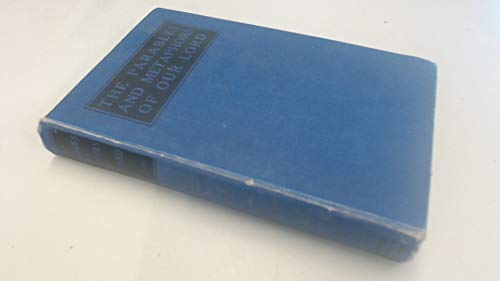 THE PARABLES
AND METAPHORS
OF OUR LORD